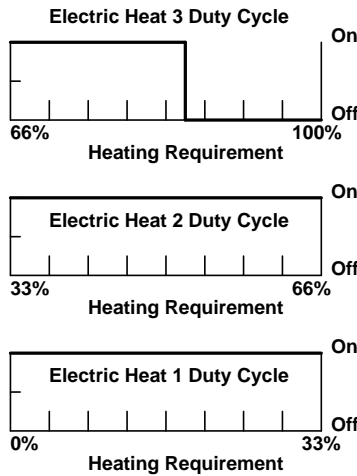 Electric Heat 3 Duty Cycle
On
Off
66% 100%
Heating Requirement
On
Electric Heat 2 Duty Cycle
Off
33% 66%
Heating Requirement
On
Electric Heat 1 Duty Cycle
Off
0% 33%
Heating Requirement